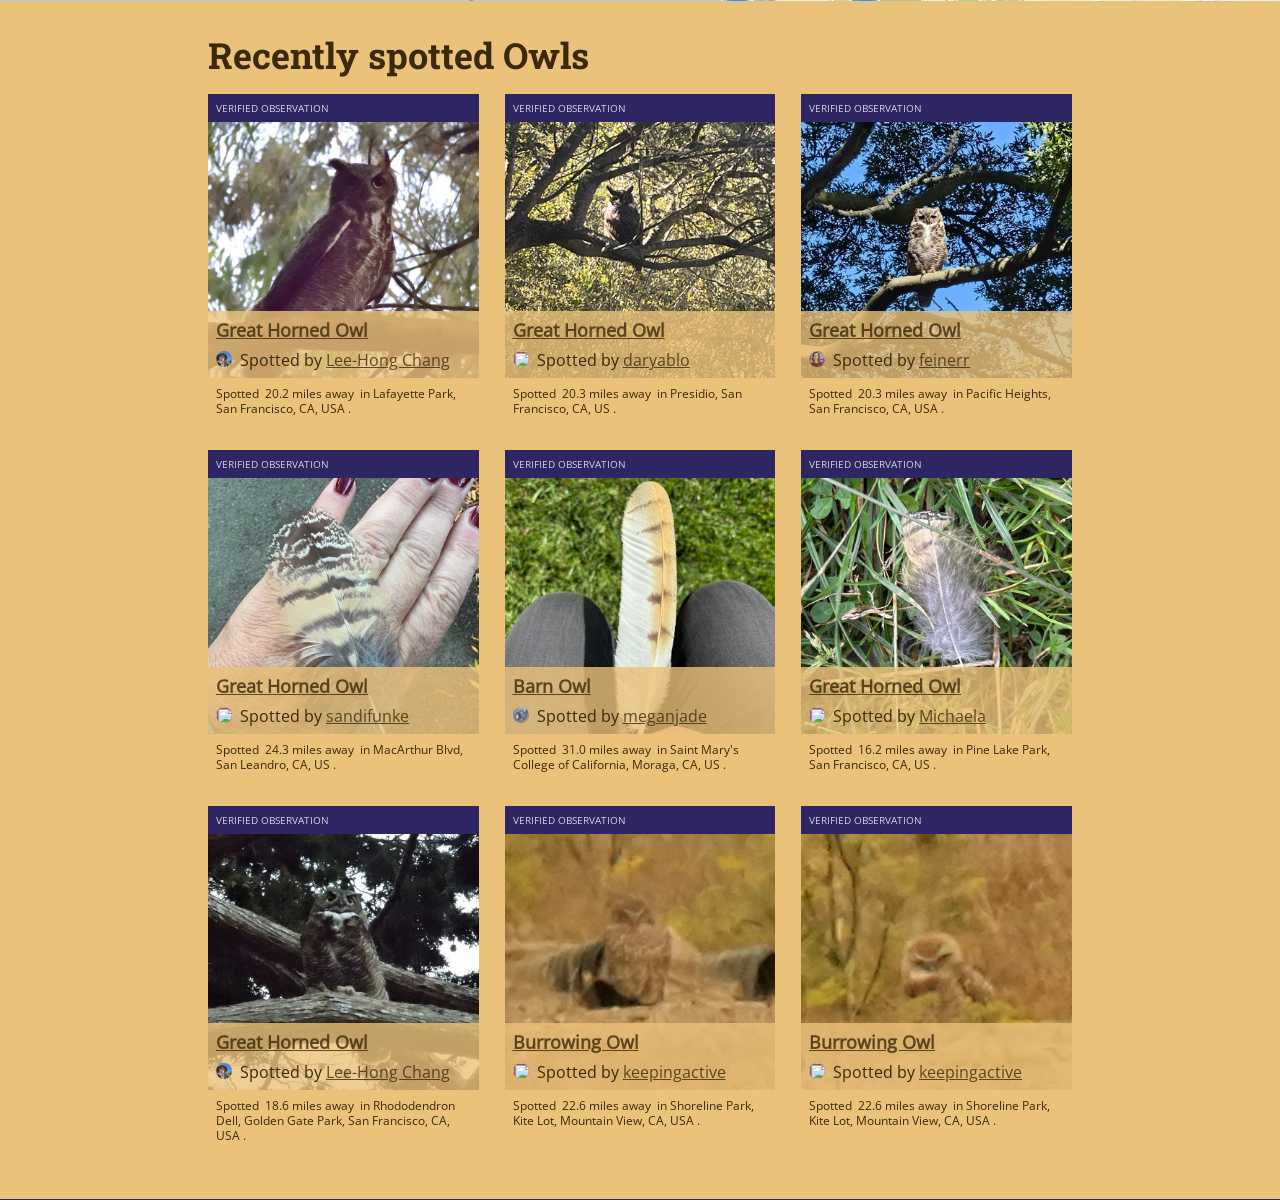 Recently spotted Owls
VERIFIED OBSERVATION
Great Horned Owl
Spotted by Lee-Hong Chang
Spotted 20.2 miles away in Lafayette Park,
San Francisco, CA, USA .
VERIFIED OBSERVATION
Great Horned Owl
Spotted by daryablo
Spotted 20.3 miles away in Presidio, San
Francisco, CA, US .
VERIFIED OBSERVATION
Great Horned Owl
Spotted by feinerr
Spotted 20.3 miles away in Pacific Heights,
San Francisco, CA, USA .
VERIFIED OBSERVATION
Great Horned Owl
Spotted by sandifunke
Spotted 24.3 miles away in MacArthur Blvd,
San Leandro, CA, US .
VERIFIED OBSERVATION
Barn Owl
Spotted by meganjade
Spotted 31.0 miles away in Saint Mary's
College of California, Moraga, CA, US .
VERIFIED OBSERVATION
Great Horned Owl
Spotted by Michaela
Spotted 16.2 miles away in Pine Lake Park,
San Francisco, CA, US .
VERIFIED OBSERVATION
Great Horned Owl
Spotted by Lee-Hong Chang
Spotted 18.6 miles away in Rhododendron
Dell, Golden Gate Park, San Francisco, CA,
USA .
VERIFIED OBSERVATION
Burrowing Owl
Spotted by keepingactive
Spotted 22.6 miles away in Shoreline Park,
Kite Lot, Mountain View, CA, USA .
VERIFIED OBSERVATION
Burrowing Owl
Spotted by keepingactive
Spotted 22.6 miles away in Shoreline Park,
Kite Lot, Mountain View, CA, USA .